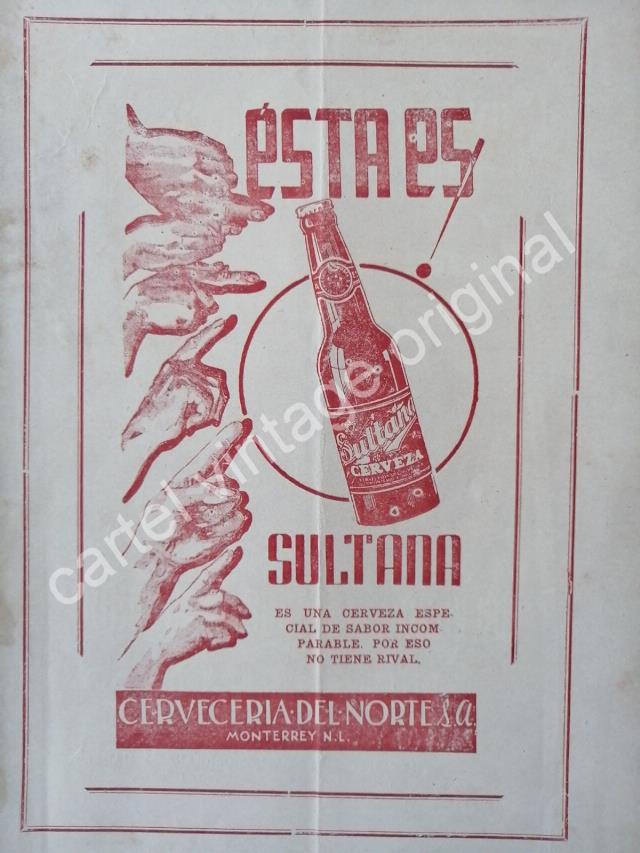 ÉSTA ES!
Sultana
CERVEZA
SULTANA
ES UNA CERVEZA ESPE-
CIAL DE SABOR INCOM
PARABLE. POR ESO
NO TIENE RIVAL.
CERVECERIA·DEL·NORTE S.A.
MONTERREY N.L.
cartel vintage original